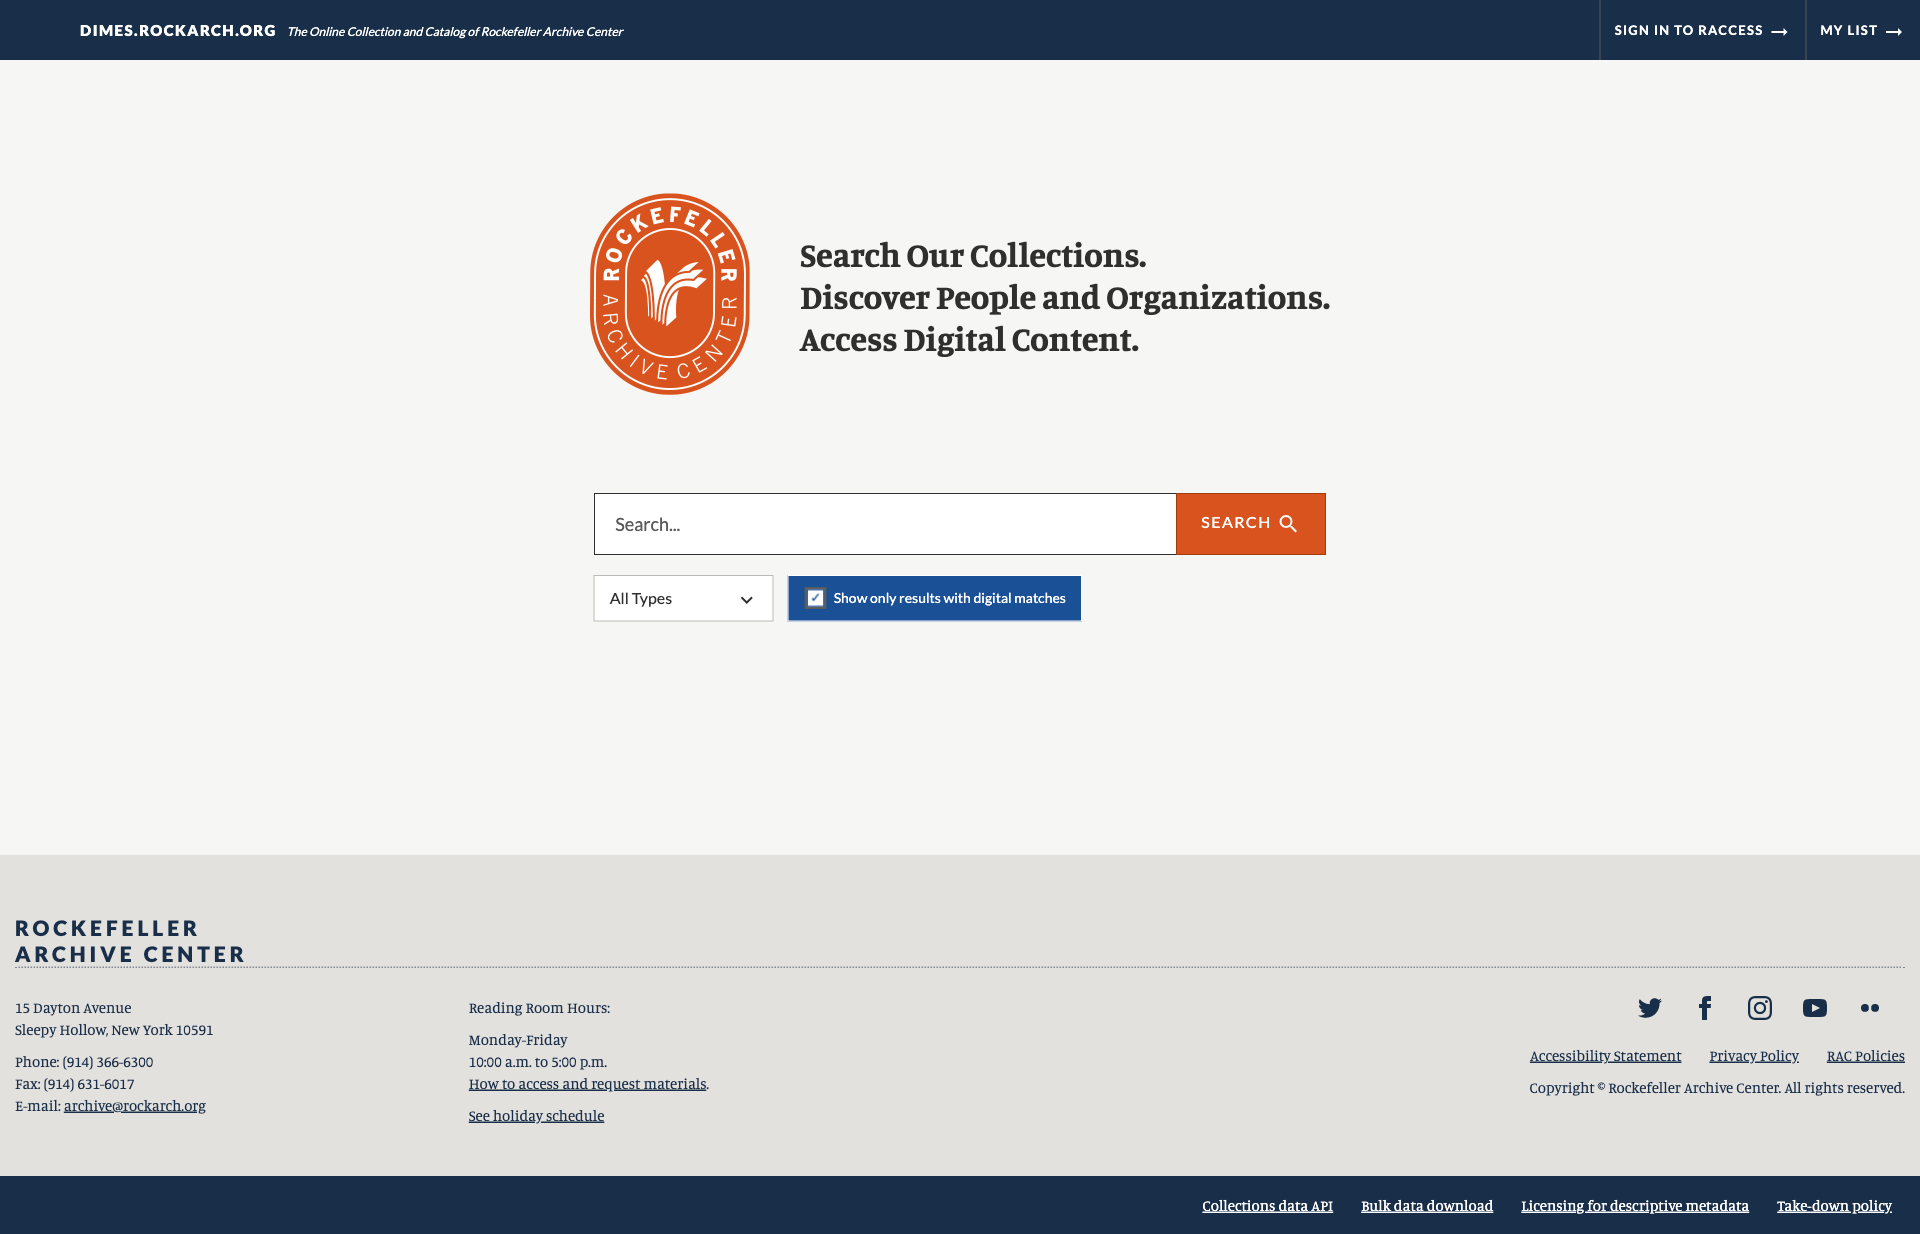 DIMES.ROCKARCH.ORG The Online Collection and Catalog of Rockefeller Archive Center
SIGN IN TO RACCESS
MY LIST
ROCKEFELLER
ARCHIVE CENTER
Search Our Collections.
Discover People and Organizations.
Access Digital Content.
Search...
SEARCH
All Types
Show only results with digital matches
ROCKEFELLER
ARCHIVE CENTER
15 Dayton Avenue
Sleepy Hollow, New York 10591
Phone: (914) 366-6300
Fax: (914) 631-6017
E-mail: archive@rockarch.org
Reading Room Hours:
Monday-Friday
10:00 a.m. to 5:00 p.m.
How to access and request materials.
See holiday schedule
Accessibility Statement
Privacy Policy
RAC Policies
Copyright © Rockefeller Archive Center. All rights reserved.
Collections data API
Bulk data download
Licensing for descriptive metadata
Take-down policy